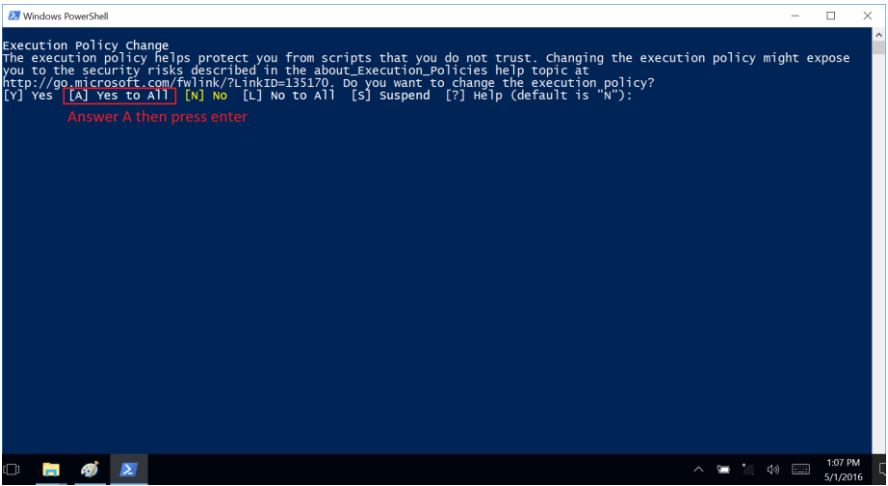 Windows PowerShell
Execution Policy Change
The execution policy helps protect you from scripts that you do not trust. Changing the execution policy might expose
you to the security risks described in the about_Execution_Policies help topic at
http://go.microsoft.com/fwlink/?LinkID=135170. Do you want to change the execution policy?
[Y] Yes [A] Yes to All [N] No [L] No to All [S] Suspend [?] Help (default is "N"):
Answer A then press enter
1:07 PM
5/1/2016